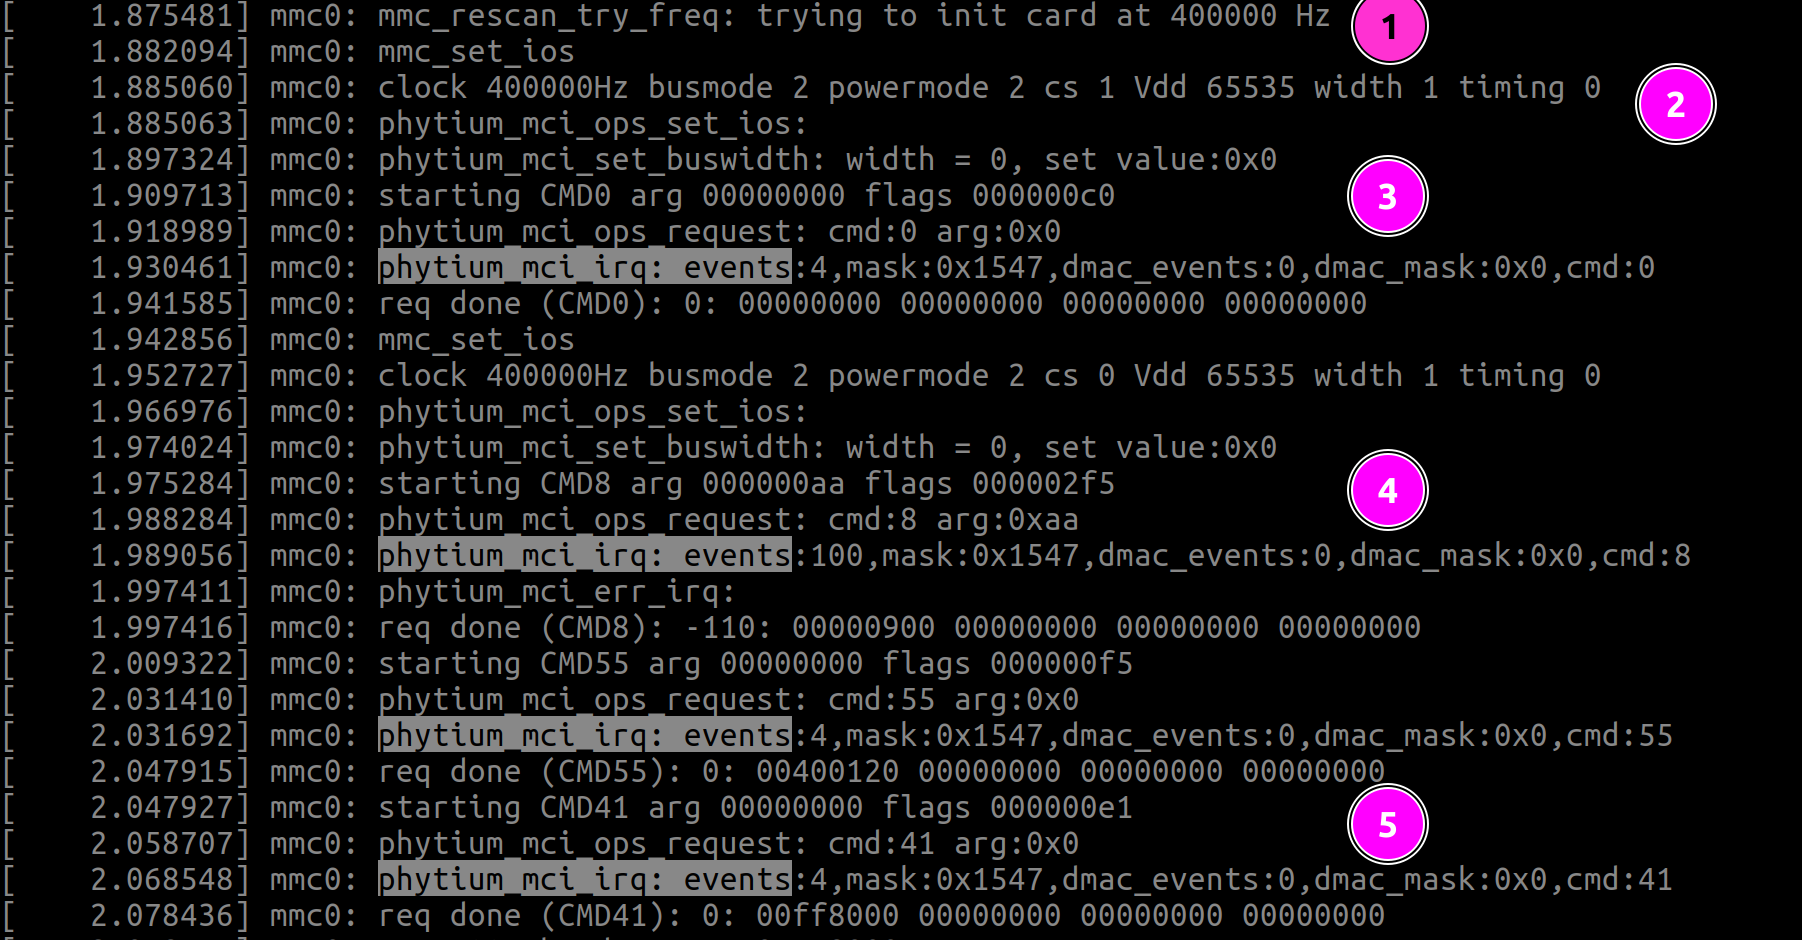 [    1.875481] mmc0: mmc_rescan_try_freq: trying to init card at 400000 Hz 1
[    1.882094] mmc0: mmc_set_ios
[    1.885060] mmc0: clock 400000Hz busmode 2 powermode 2 cs 1 Vdd 65535 width 1 timing 0 2
[    1.885063] mmc0: phytium_mci_ops_set_ios:
[    1.897324] mmc0: phytium_mci_set_buswidth: width = 0, set value:0x0
[    1.909713] mmc0: starting CMD0 arg 00000000 flags 000000c0 3
[    1.918989] mmc0: phytium_mci_ops_request: cmd:0 arg:0x0
[    1.930461] mmc0: phytium_mci_irq: events:4,mask:0x1547,dmac_events:0,dmac_mask:0x0,cmd:0
[    1.941585] mmc0: req done (CMD0): 0: 00000000 00000000 00000000 00000000
[    1.942856] mmc0: mmc_set_ios
[    1.952727] mmc0: clock 400000Hz busmode 2 powermode 2 cs 0 Vdd 65535 width 1 timing 0
[    1.966976] mmc0: phytium_mci_ops_set_ios:
[    1.974024] mmc0: phytium_mci_set_buswidth: width = 0, set value:0x0
[    1.975284] mmc0: starting CMD8 arg 000000aa flags 000002f5 4
[    1.988284] mmc0: phytium_mci_ops_request: cmd:8 arg:0xaa
[    1.989056] mmc0: phytium_mci_irq: events:100,mask:0x1547,dmac_events:0,dmac_mask:0x0,cmd:8
[    1.997411] mmc0: phytium_mci_err_irq:
[    1.997416] mmc0: req done (CMD8): -110: 00000900 00000000 00000000 00000000
[    2.009322] mmc0: starting CMD55 arg 00000000 flags 000000f5
[    2.031410] mmc0: phytium_mci_ops_request: cmd:55 arg:0x0
[    2.031692] mmc0: phytium_mci_irq: events:4,mask:0x1547,dmac_events:0,dmac_mask:0x0,cmd:55
[    2.047915] mmc0: req done (CMD55): 0: 00400120 00000000 00000000 00000000
[    2.047927] mmc0: starting CMD41 arg 00000000 flags 000000e1 5
[    2.058707] mmc0: phytium_mci_ops_request: cmd:41 arg:0x0
[    2.068548] mmc0: phytium_mci_irq: events:4,mask:0x1547,dmac_events:0,dmac_mask:0x0,cmd:41
[    2.078436] mmc0: req done (CMD41): 0: 00ff8000 00000000 00000000 00000000